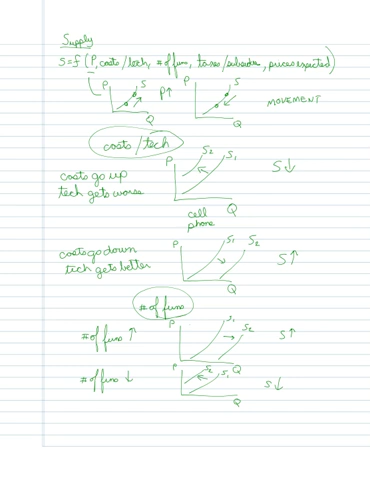 Supply
S=f (P, costs/tech, # of firms, taxes/subsidies, prices expected)
P S P↑ P S
Q Q MOVEMENT
costs/tech
costs go up
tech gets worse
P S2 S1 S↓
Q
cell
phone
costs go down
tech gets better
P S1 S2 S↑
Q
# of firms
# of firms ↑
P S1 S2 S↑
Q
# of firms ↓
P S2 S1 S↓
Q